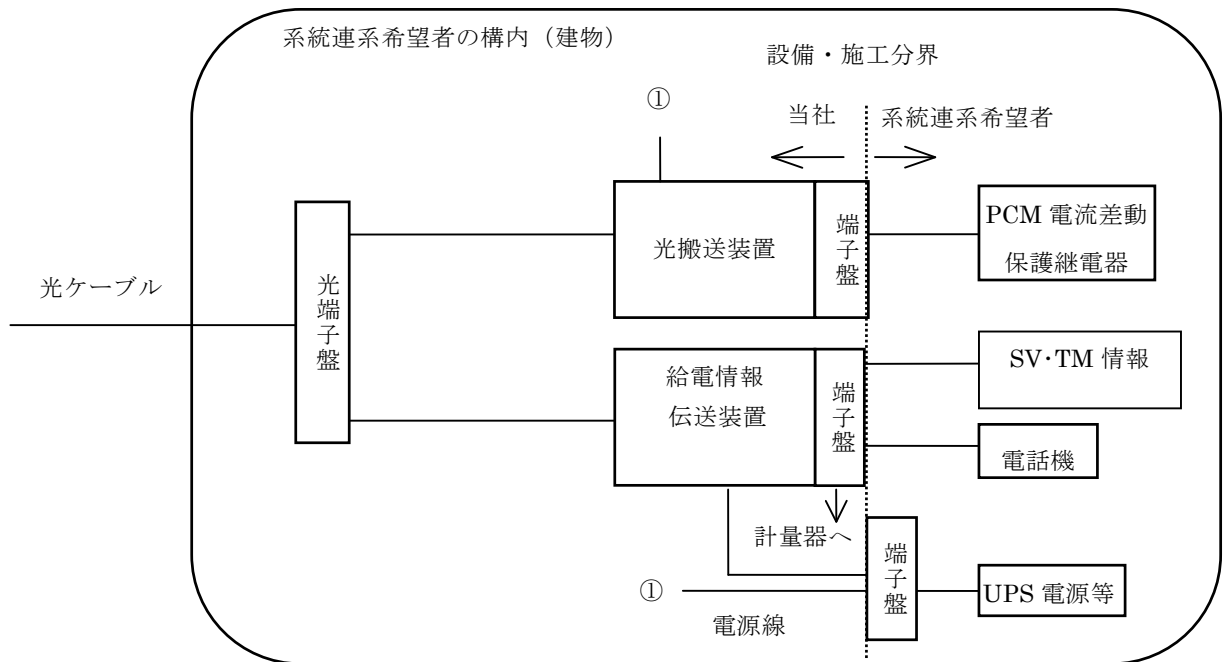 系統連系希望者の構内（建物）
設備・施工分界
①
当社
系統連系希望者
光ケーブル
光端子盤
光搬送装置
端子盤
PCM 電流差動
保護継電器
給電情報
伝送装置
端子盤
SV･TM 情報
電話機
計量器へ
端子盤
①
電源線
UPS 電源等